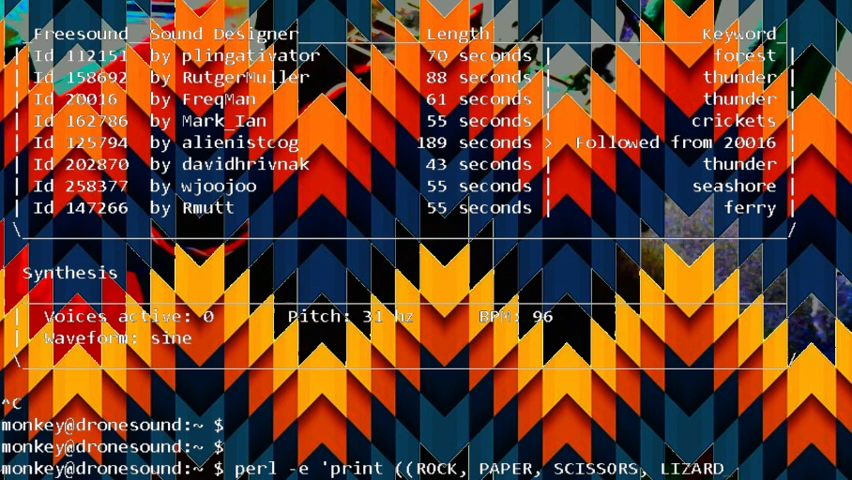 Freesound Sound Designer Length Keyword
| Id 112151 by plingativator 70 seconds | forest |
| Id 158692 by RutgerMuller 88 seconds | thunder |
| Id 20016 by FreqMan 61 seconds | thunder |
| Id 162786 by Mark_Ian 55 seconds | crickets |
| Id 125794 by alienistcog 189 seconds > Followed from 20016 |
| Id 202870 by davidhrivnak 43 seconds | thunder |
| Id 258377 by wjoojoo 55 seconds | seashore |
| Id 147266 by Rmutt 55 seconds | ferry |
Synthesis
| Voices active: 0 Pitch: 31 hz BPM: 96
| Waveform: sine
^C
monkey@dronesound:~ $
monkey@dronesound:~ $
monkey@dronesound:~ $ perl -e 'print ((ROCK, PAPER, SCISSORS, LIZARD